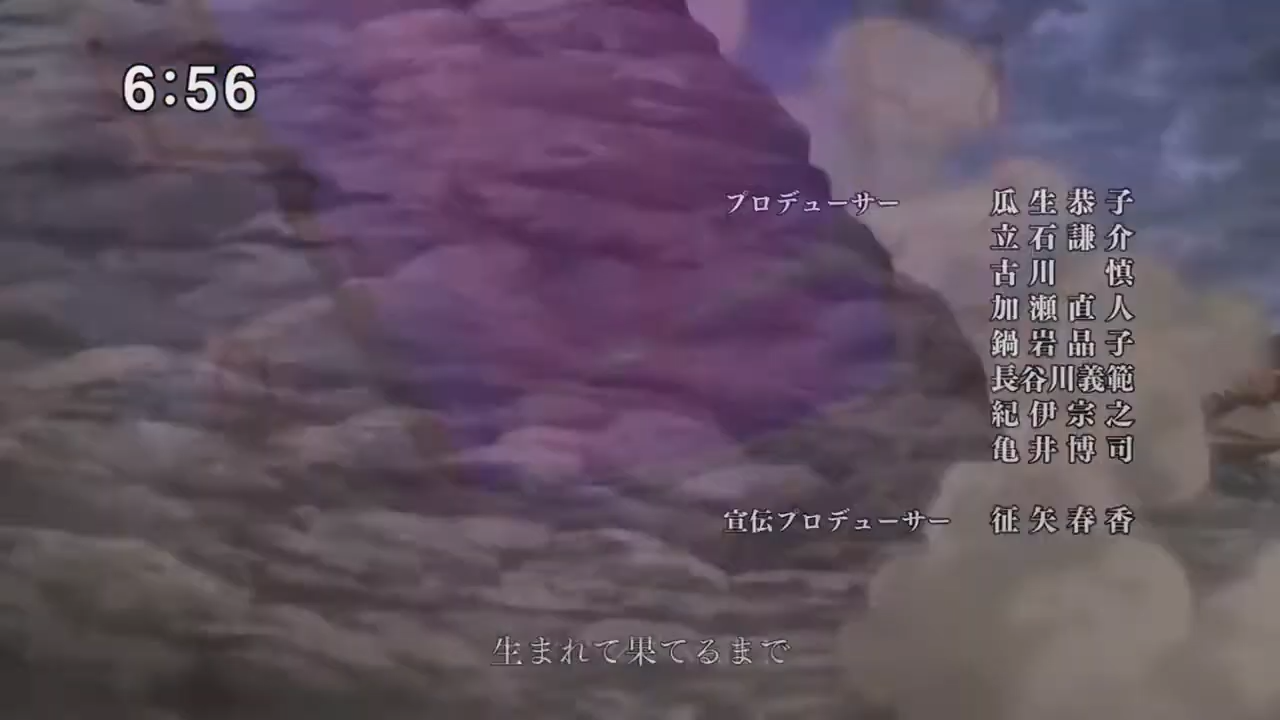 6:56
プロデューサー 瓜生恭子
立石謙介
古川 慎
加瀬直人
鍋岩晶子
長谷川義範
紀伊宗之
亀井博司
宣伝プロデューサー 征矢春香
生まれて果てるまで